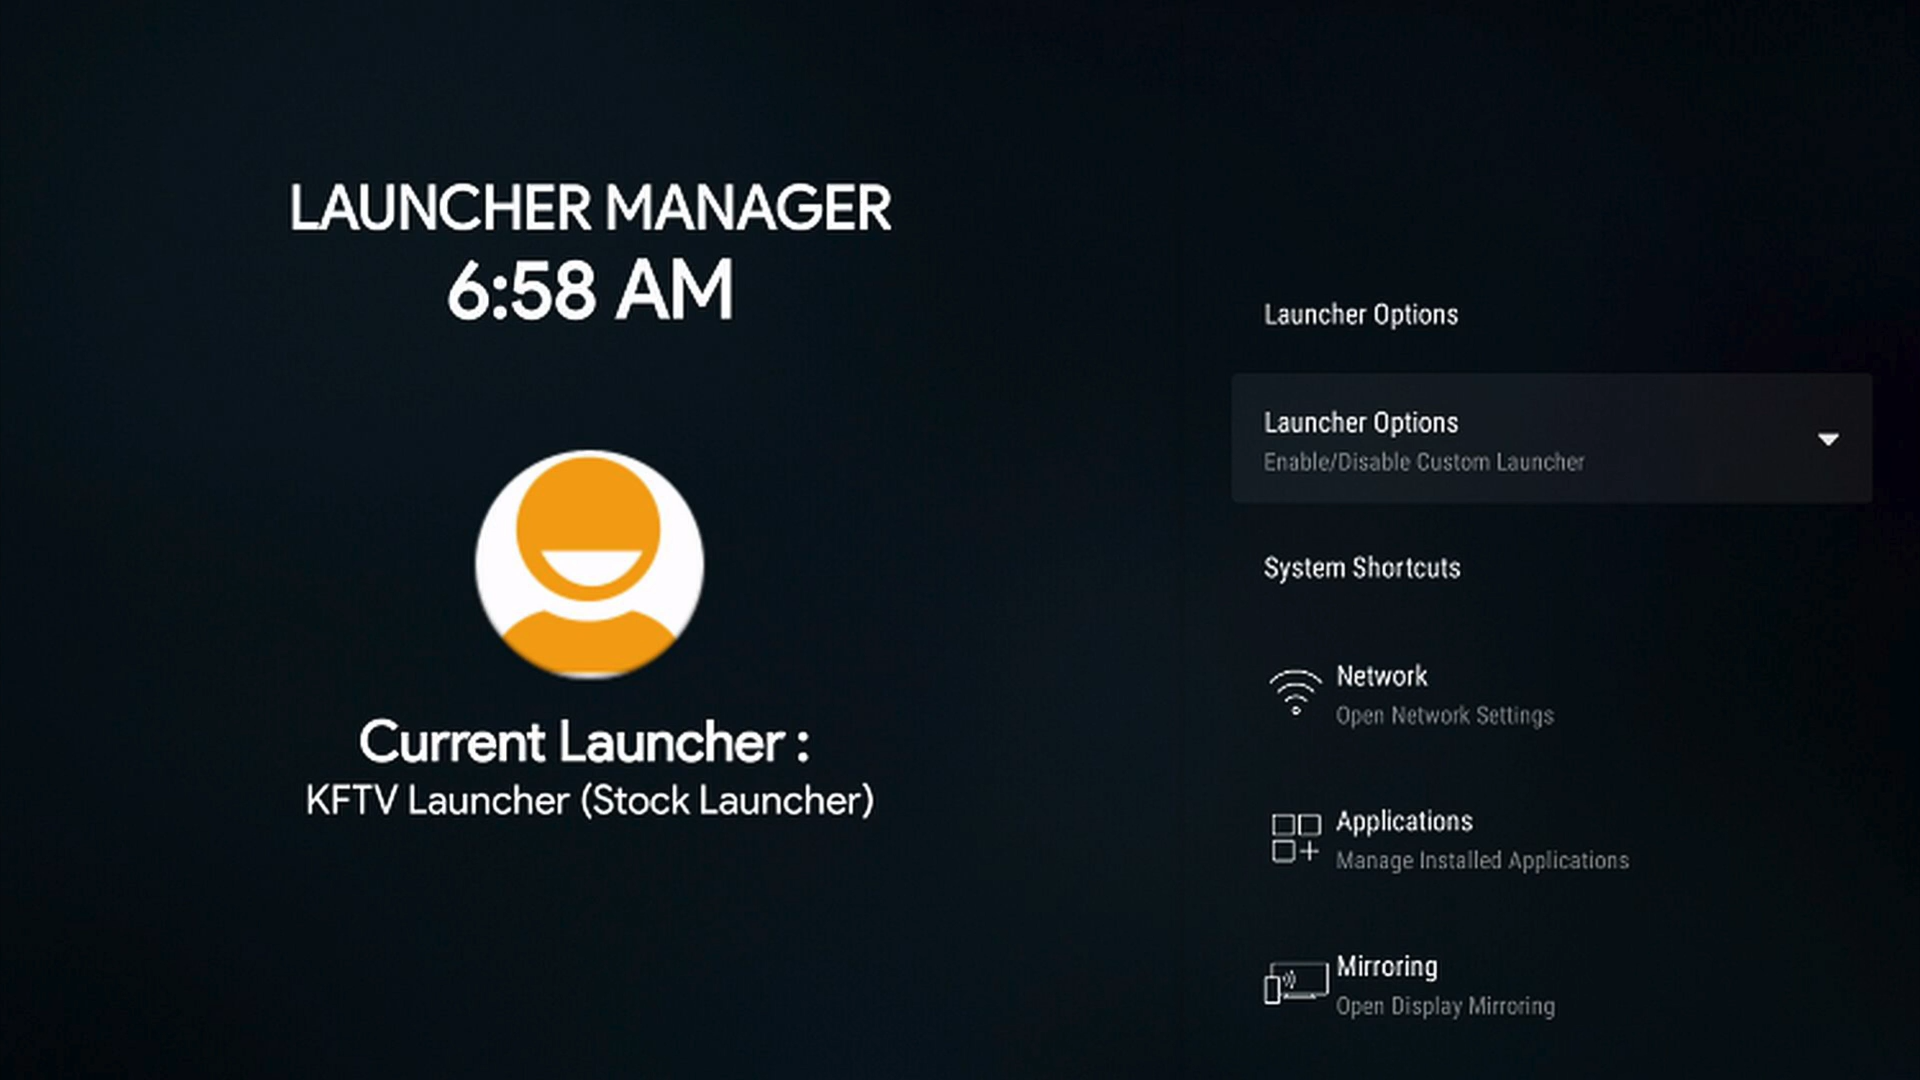 LAUNCHER MANAGER
6:58 AM
Current Launcher :
KFTV Launcher (Stock Launcher)
Launcher Options
Launcher Options
Enable/Disable Custom Launcher
System Shortcuts
Network
Open Network Settings
Applications
Manage Installed Applications
Mirroring
Open Display Mirroring